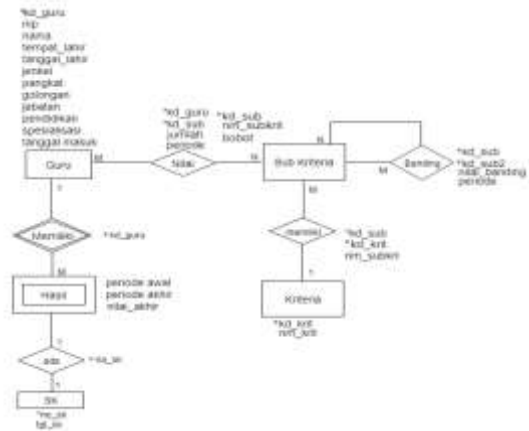 *kd_guru
nip
nama
tempat_lahir
tanggal_lahir
jenkel
pangkat
golongan
jabatan
pendidikan
spesialisasi
tanggal masuk
Guru
M
*kd_guru
*kd_sub
jumlah
periode
Nilai
*kd_sub
nm_subkrit
bobot
N
N
Sub Kriteria
M
Banding
*kd_sub
*kd_sub2
nilai_banding
periode
1
Memiliki
*kd_guru
M
Hasil
periode awal
periode akhir
nilai_akhir
M
memiliki
*kd_sub
*kd_krit
nm_subkrit
1
Kriteria
*kd_krit
nm_krit
1
ada
*no_sk
1
SK
*no_sk
tgl_sk